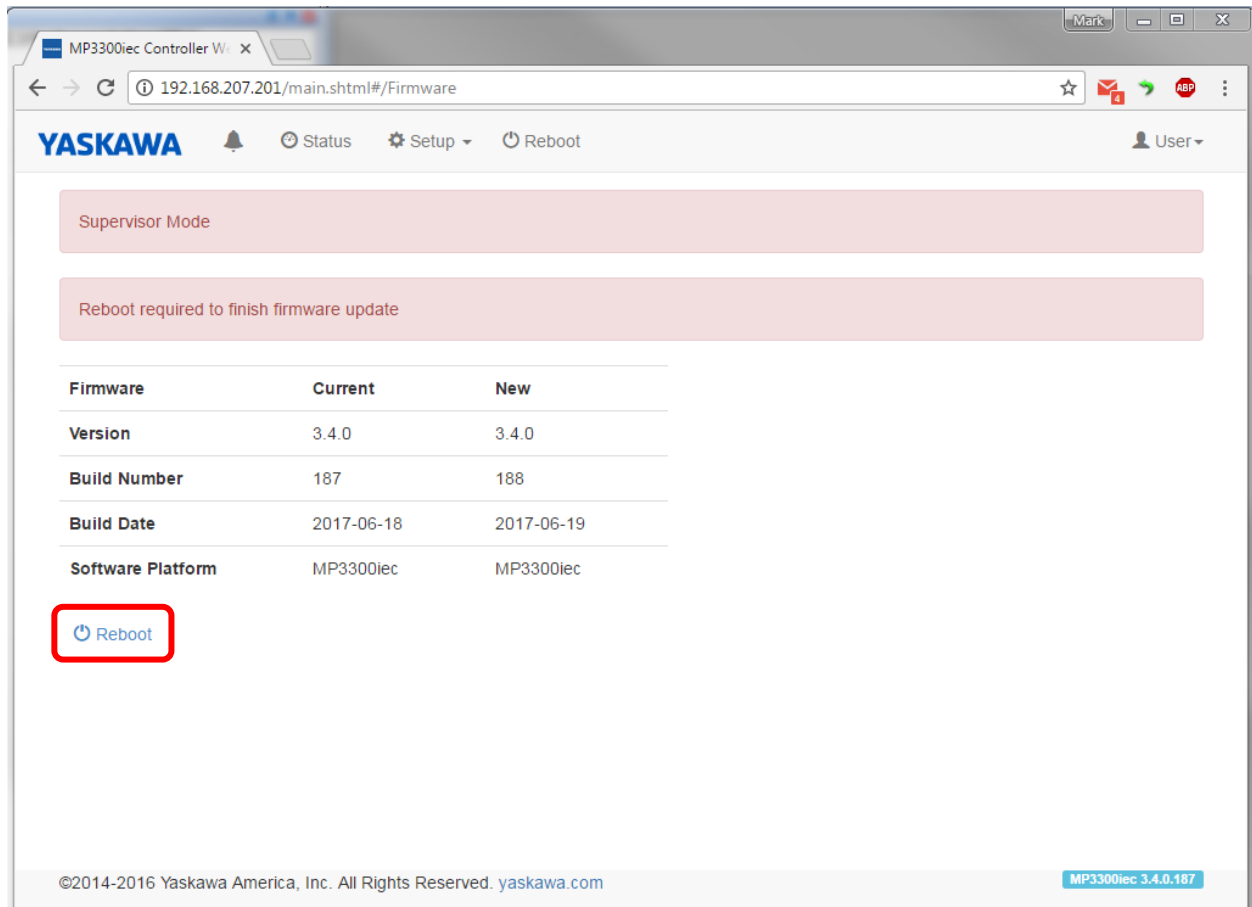 Mark
MP3300iec Controller We
192.168.207.201/main.shtml#/Firmware
4
ABP
YASKAWA Status Setup Reboot User
Supervisor Mode
Reboot required to finish firmware update
Firmware Current New
Version 3.4.0 3.4.0
Build Number 187 188
Build Date 2017-06-18 2017-06-19
Software Platform MP3300iec MP3300iec
Reboot
©2014-2016 Yaskawa America, Inc. All Rights Reserved. yaskawa.com MP3300iec 3.4.0.187